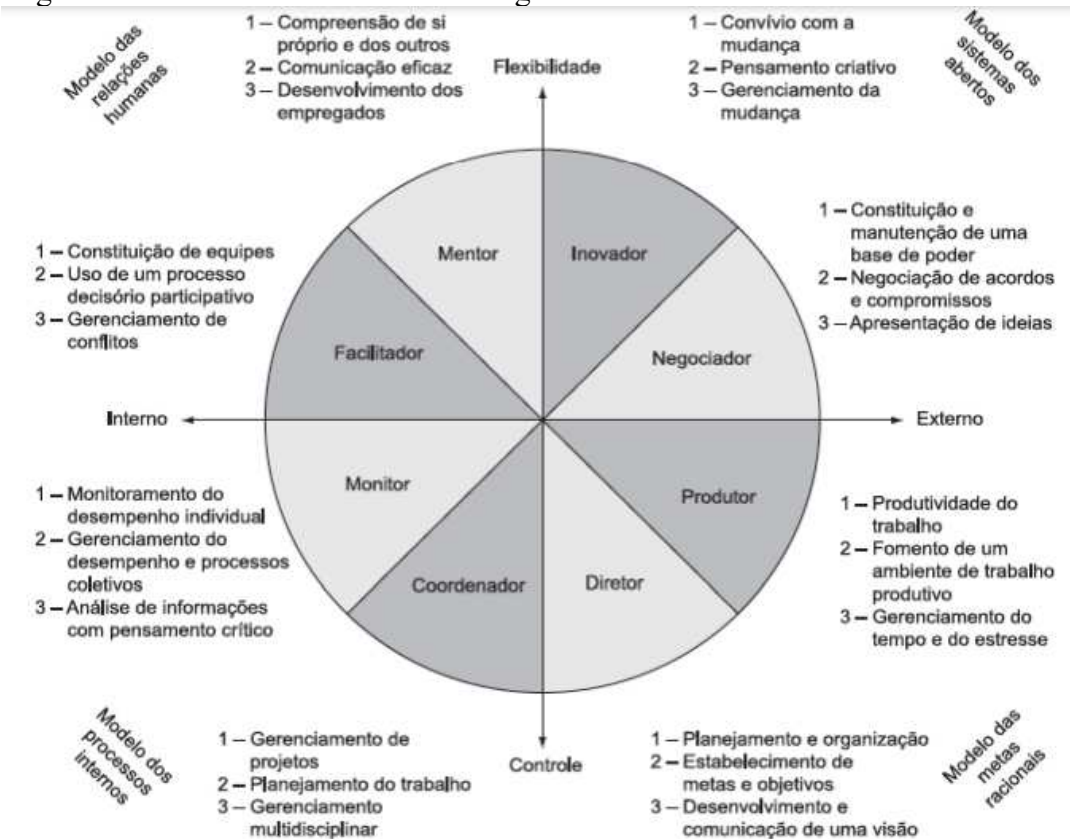 Modelo das
relações
humanas
1 – Compreensão de si
próprio e dos outros
2 – Comunicação eficaz
3 – Desenvolvimento dos
empregados
Flexibilidade
1 – Convívio com a
mudança
2 – Pensamento criativo
3 – Gerenciamento da
mudança
Modelo dos
sistemas
abertos
1 – Constituição de equipes
2 – Uso de um processo
decisório participativo
3 – Gerenciamento de
conflitos
Mentor
Inovador
1 – Constituição e
manutenção de uma
base de poder
2 – Negociação de acordos
e compromissos
3 – Apresentação de ideias
Facilitador
Negociador
Interno
Externo
1 – Monitoramento do
desempenho individual
2 – Gerenciamento do
desempenho e processos
coletivos
3 – Análise de informações
com pensamento crítico
Monitor
Produtor
1 – Produtividade do
trabalho
2 – Fomento de um
ambiente de trabalho
produtivo
3 – Gerenciamento do
tempo e do estresse
Coordenador
Diretor
Modelo dos
processos
internos
1 – Gerenciamento de
projetos
2 – Planejamento do trabalho
3 – Gerenciamento
multidisciplinar
Controle
1 – Planejamento e organização
2 – Estabelecimento de
metas e objetivos
3 – Desenvolvimento e
comunicação de uma visão
Modelo das
metas
racionais